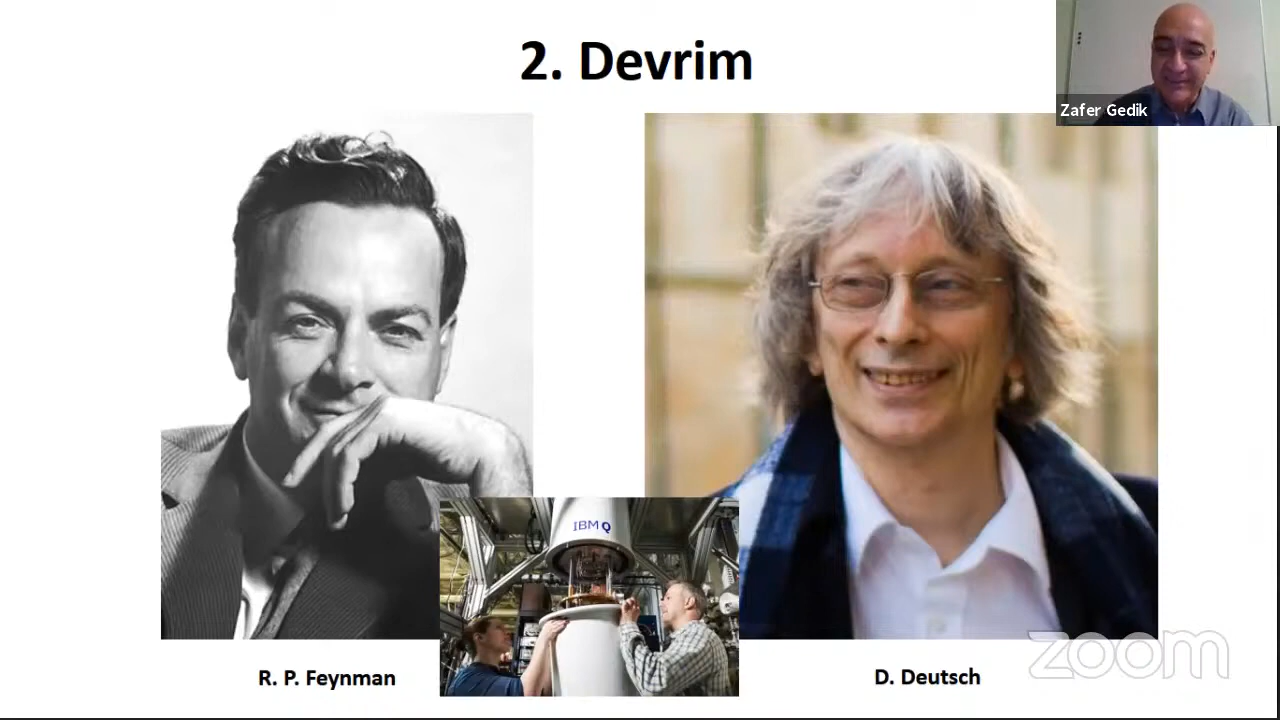 2. Devrim
Zafer Gedik
IBM Q
R. P. Feynman
D. Deutsch
zoom